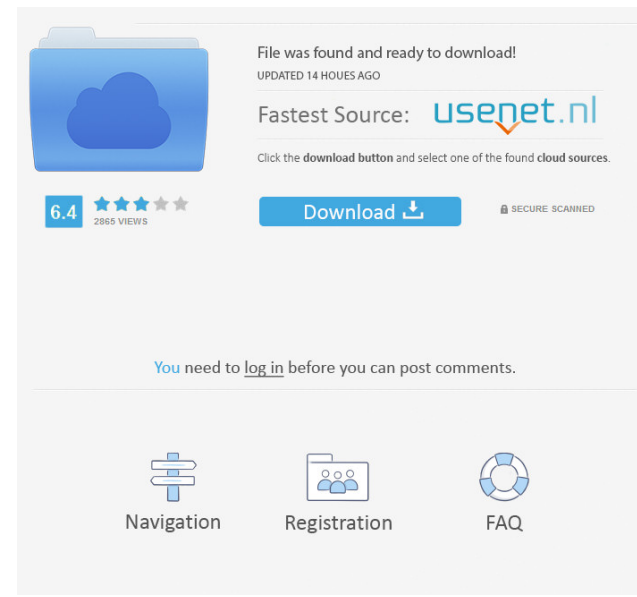 File was found and ready to download!
UPDATED 14 HOUES AGO
Fastest Source: usenet.nl
Click the download button and select one of the found cloud sources.
6.4
2865 VIEWS
Download
SECURE SCANNED
You need to log in before you can post comments.
Navigation
Registration
FAQ